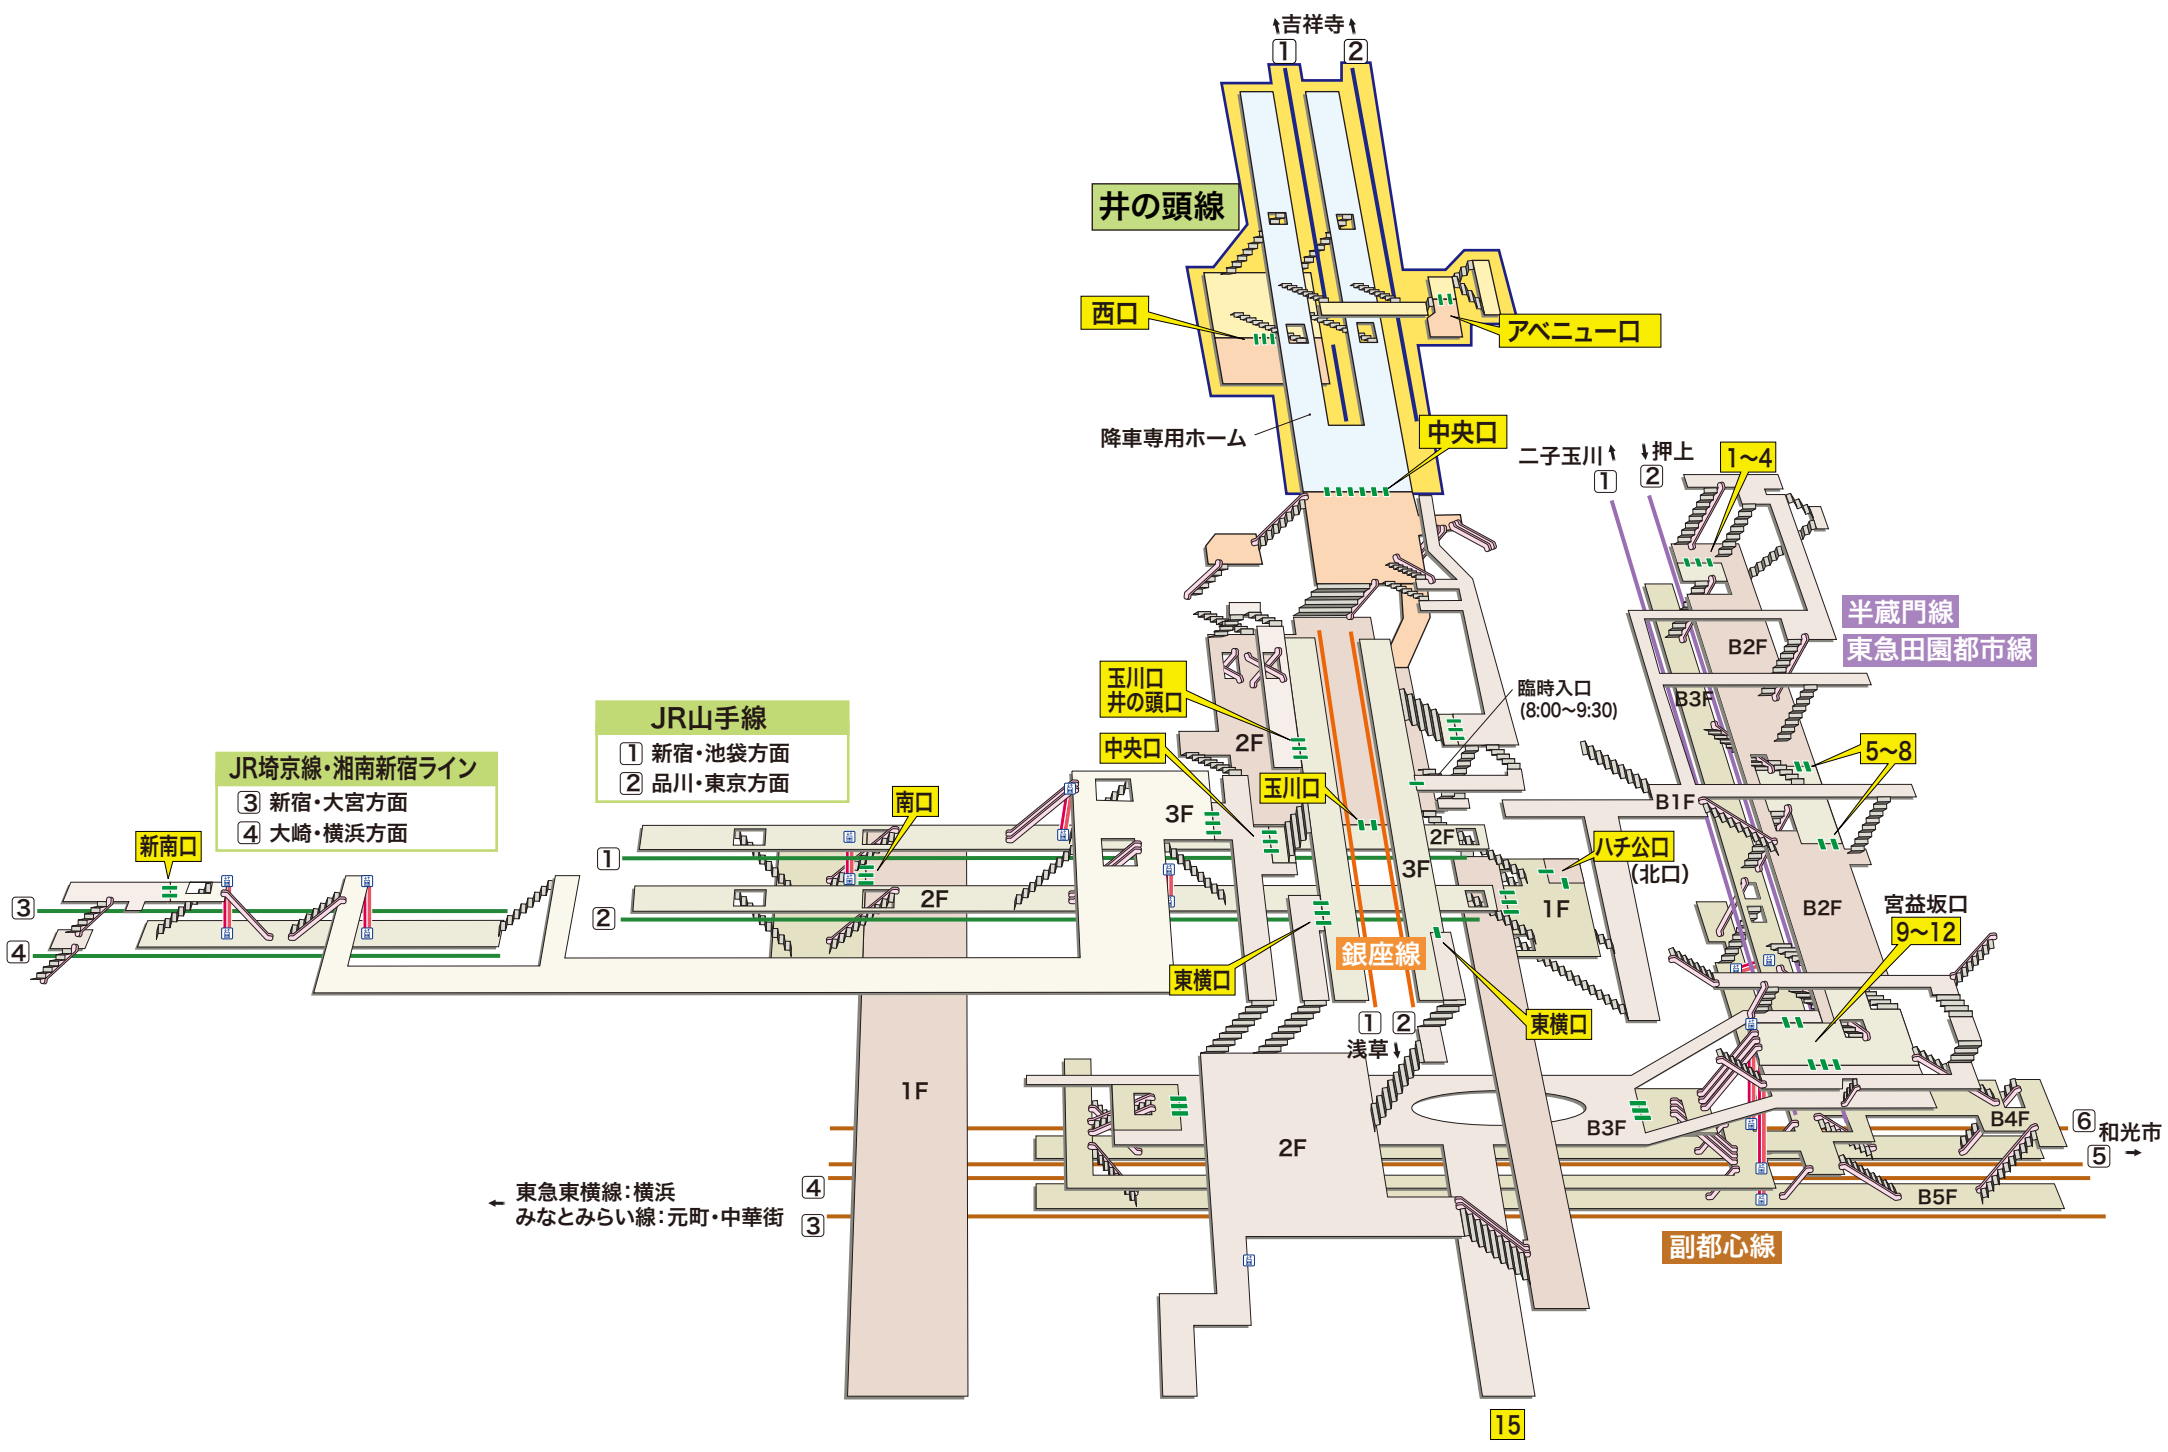 吉祥寺
1
2
井の頭線
西口
アベニュー口
降車専用ホーム
中央口
二子玉川
1
押上
2
1〜4
半蔵門線
東急田園都市線
B2F
B3F
玉川口
井の頭口
臨時入口
(8:00〜9:30)
JR山手線
1 新宿・池袋方面
2 品川・東京方面
中央口
2F
玉川口
5〜8
JR埼京線・湘南新宿ライン
3 新宿・大宮方面
4 大崎・横浜方面
南口
3F
B1F
新南口
1
2F
ハチ公口
(北口)
3F
2F
1F
B2F
宮益坂口
9〜12
3
2
4
銀座線
東横口
1
2
浅草
東横口
1F
B3F
B4F
6
和光市
5
2F
4
東急東横線:横浜
みなとみらい線:元町・中華街
3
B5F
副都心線
15